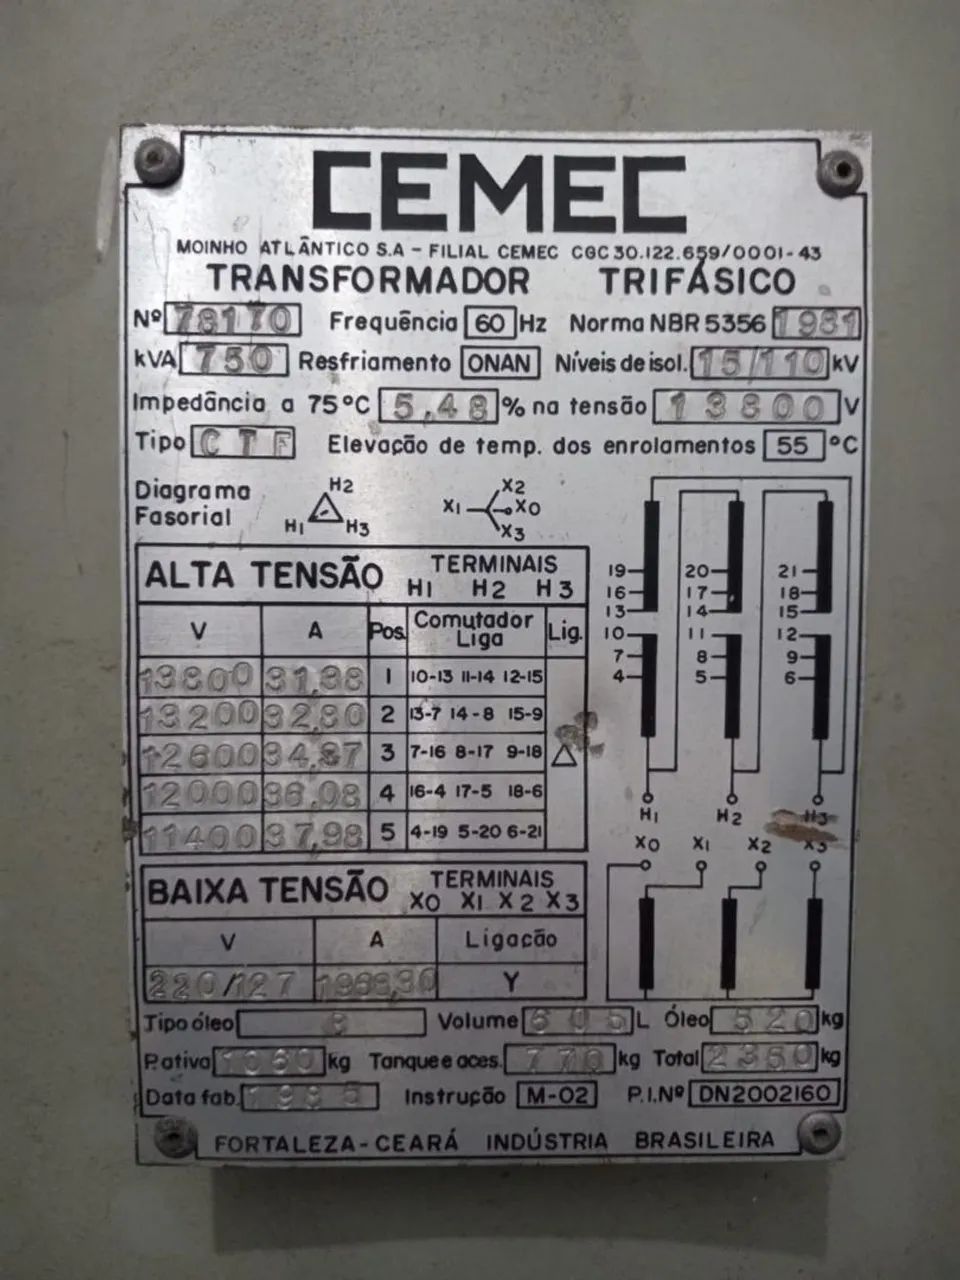 CEMEC
MOINHO ATLÂNTICO S.A - FILIAL CEMEC CGC 30.122.659/0001-43
TRANSFORMADOR TRIFÁSICO
Nº 78170 Frequência 60 Hz Norma NBR 5356 1981
kVA 750 Resfriamento ONAN Níveis de isol. 15/110 kV
Impedância a 75°C 5,48 % na tensão 13800 V
Tipo CTF Elevação de temp. dos enrolamentos 55 °C
Diagrama
Fasorial
H2
H1 H3
X2
X1 X0
X3
ALTA TENSÃO TERMINAIS
H1 H2 H3
V A Pos. Comutador Liga Lig.
13800 31,38 1 10-13 11-14 12-15
13200 32,80 2 13-7 14-8 15-9
12600 34,37 3 7-16 8-17 9-18
12000 36,08 4 16-4 17-5 18-6
11400 37,98 5 4-19 5-20 6-21
19 20 21
16 17 18
13 14 15
10 11 12
7 8 9
4 5 6
H1 H2 H3
X0 X1 X2 X3
BAIXA TENSÃO TERMINAIS
X0 X1 X2 X3
V A Ligação
220/127 Y
Tipo óleo Volume 605 L Óleo 520 kg
P. ativa 1060 kg Tanque e aces. 770 kg Total 2350 kg
Data fab. 1985 Instrução M-02 P.I.Nº DN2002160
FORTALEZA - CEARÁ INDÚSTRIA BRASILEIRA